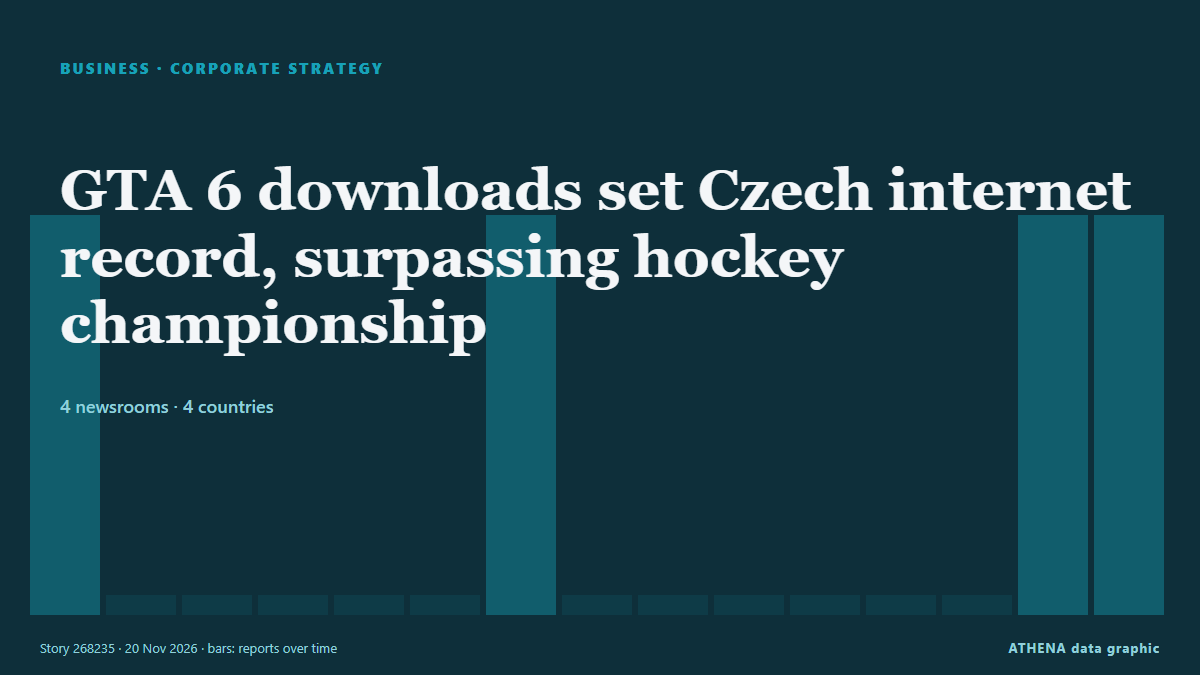 BUSINESS · CORPORATE STRATEGY
GTA 6 downloads set Czech internet
record, surpassing hockey
championship
4 newsrooms · 4 countries
Story 268235 · 20 Nov 2026 · bars: reports over time
ATHENA data graphic